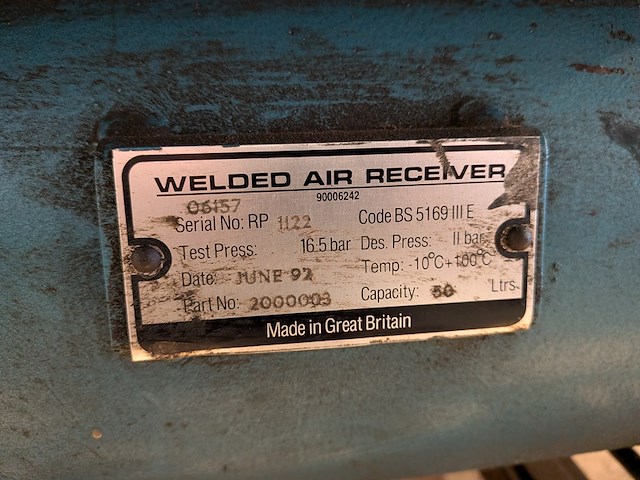 WELDED AIR RECEIVER
90006242
06157
Serial No: RP 1122 Code BS 5169 III E
Test Press: 16.5 bar Des. Press: 11 bar
Date: JUNE 92 Temp: -10°C+100°C
Part No: 2000003 Capacity: 50 Ltrs
Made in Great Britain